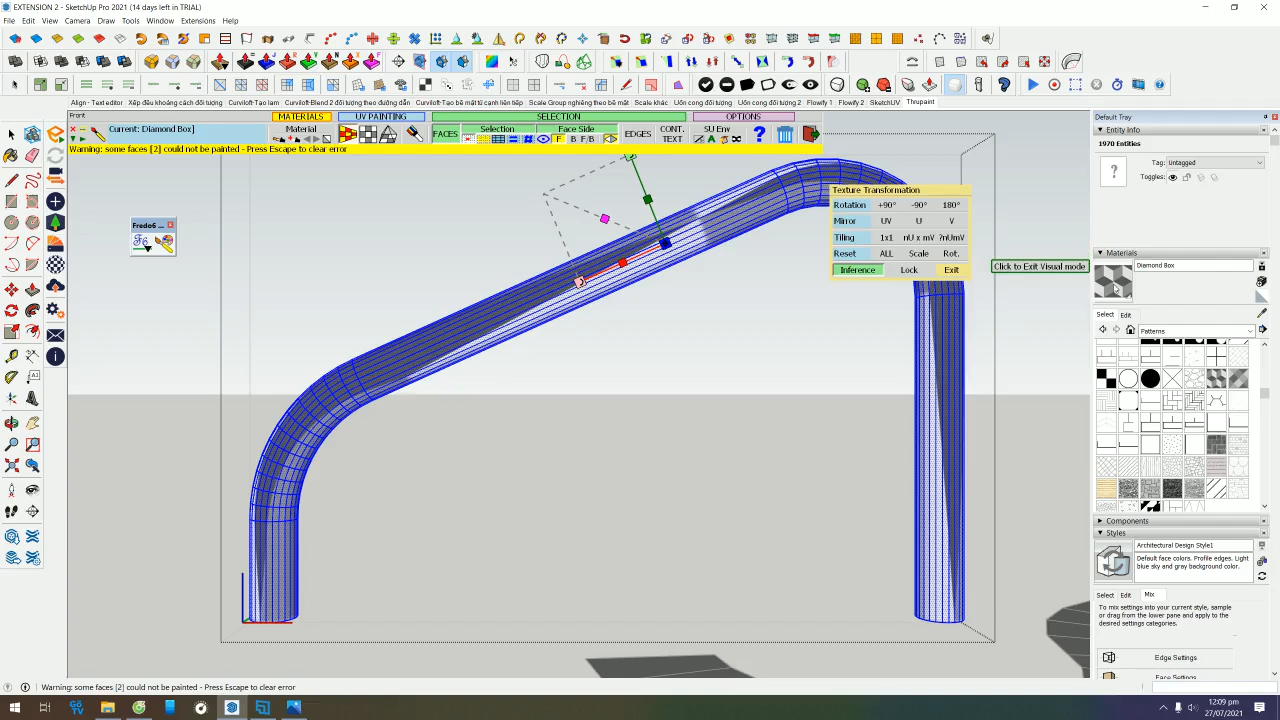 EXTENSION 2 - SketchUp Pro 2021 (14 days left in TRIAL)
File Edit View Camera Draw Tools Window Extensions Help
Align - Text editor Xếp đều khoảng cách đối tượng Curviloft-Tạo lam Curviloft-Blend 2 đối tượng theo đường dẫn Curviloft-Tạo bề mặt từ cạnh liên tiếp Scale Group nghiêng theo bề mặt Scale khác Uốn cong đối tượng Uốn cong đối tượng 2 Flowify 1 Flowify 2 SketchUV Thrupaint
Front
MATERIALS UV PAINTING SELECTION OPTIONS
Current: Diamond Box] Material FACES Selection Face Side EDGES CONT. TEXT SU Env
F B F/B
Warning: some faces [2] could not be painted - Press Escape to clear error
Fredo6 ...
Texture Transformation
Rotation +90° -90° 180°
Mirror UV U V
Tiling 1x1 nU x mV ?nUmV
Reset ALL Scale Rot.
Inference Lock Exit
Click to Exit Visual mode
Default Tray
Entity Info
1970 Entities
Tag: Untagged
Toggles:
Materials
Diamond Box
Select Edit
Patterns
Components
Styles
Architectural Design Style1
Default face colors. Profile edges. Light
blue sky and gray background color.
Select Edit Mix
To mix settings into your current style, sample
or drag from the lower pane and apply to the
desired settings categories.
Edge Settings
Face Settings
Warning: some faces [2] could not be painted - Press Escape to clear error
12:09 pm
27/07/2021